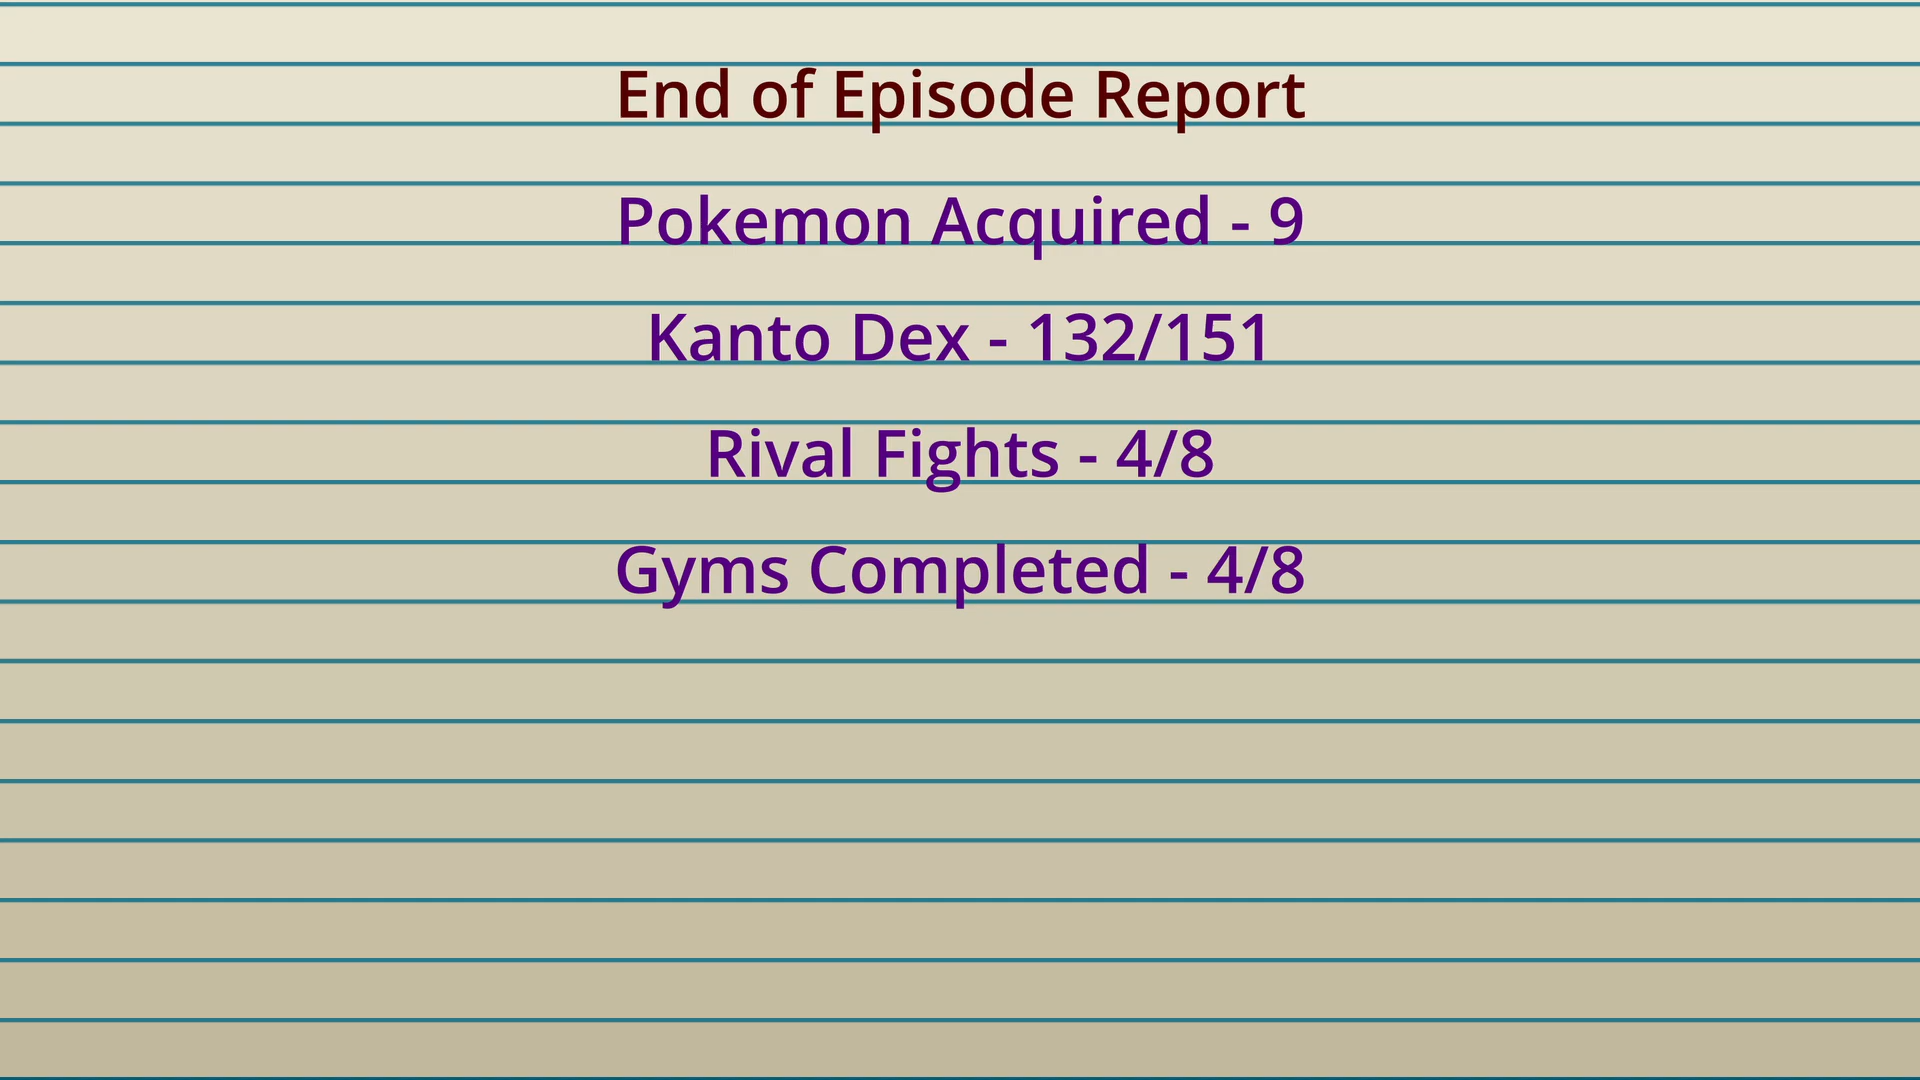 End of Episode Report
Pokemon Acquired - 9
Kanto Dex - 132/151
Rival Fights - 4/8
Gyms Completed - 4/8